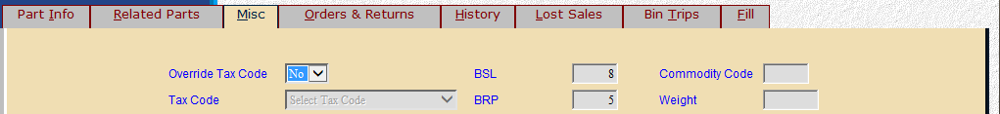 Part Info Related Parts Misc Orders & Returns History Lost Sales Bin Trips Fill
Override Tax Code No BSL 8 Commodity Code
Tax Code Select Tax Code BRP 5 Weight